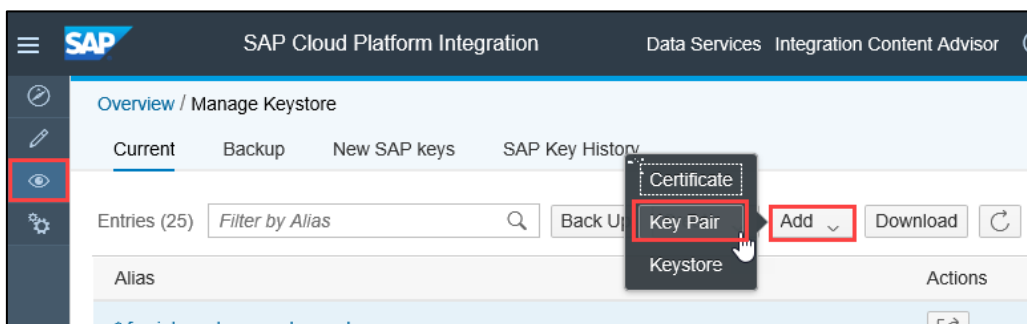 SAP SAP Cloud Platform Integration Data Services Integration Content Advisor
Overview / Manage Keystore
Current Backup New SAP keys SAP Key History
Certificate
Entries (25) Filter by Alias Back Key Pair Add Download
Keystore
Alias Actions